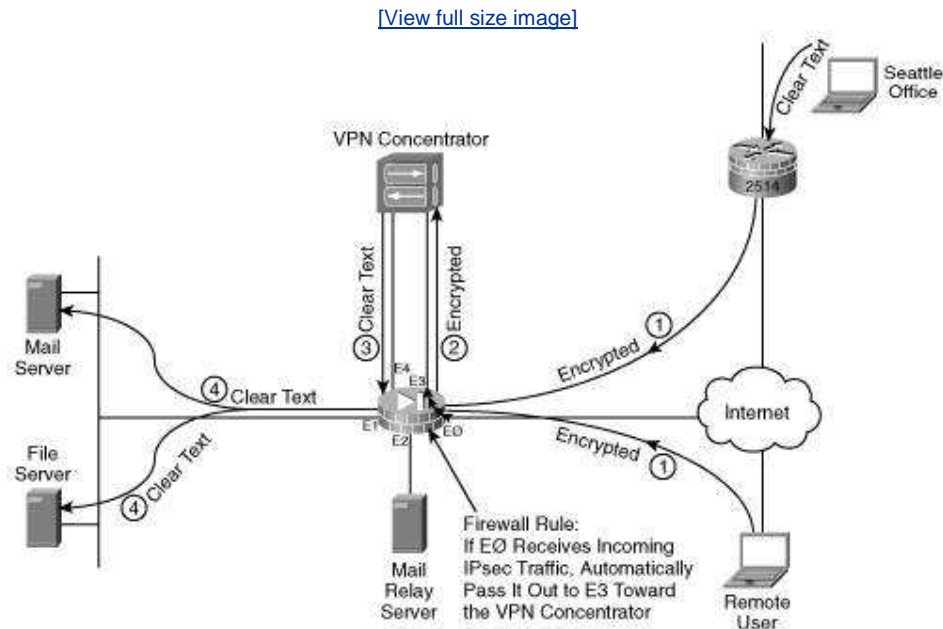 [View full size image]
Clear Text
Seattle
Office
VPN Concentrator
2514
③ Clear Text
② Encrypted
① Encrypted
Mail
Server
④ Clear Text
E4
E3
E1
E2
EØ
Internet
① Encrypted
File
Server
④ Clear Text
Firewall Rule:
If EØ Receives Incoming
IPsec Traffic, Automatically
Pass It Out to E3 Toward
the VPN Concentrator
Mail
Relay
Server
Remote
User